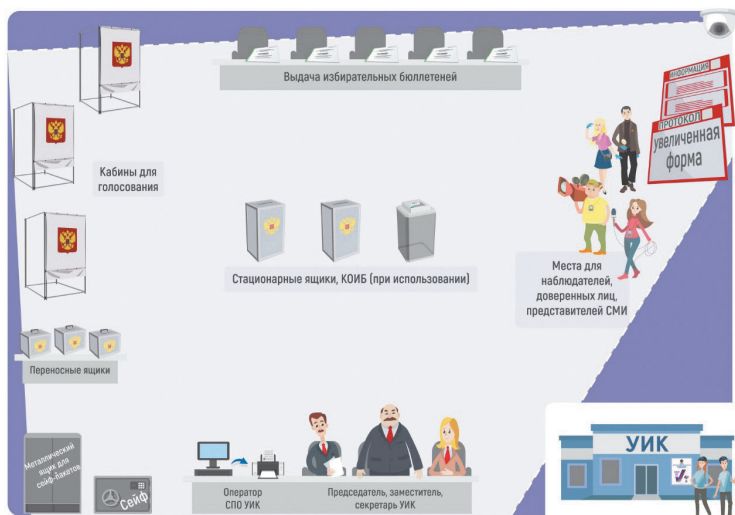 Выдача избирательных бюллетеней
ИНФОРМАЦИЯ
ПРОТОКОЛ
увеличенная
форма
Кабины для
голосования
Стационарные ящики, КОИБ (при использовании)
Места для
наблюдателей,
доверенных лиц,
представителей СМИ
Переносные ящики
Металлический
ящик для
сейф-пакетов
Сейф
Оператор
СПО УИК
Председатель, заместитель,
секретарь УИК
УИК